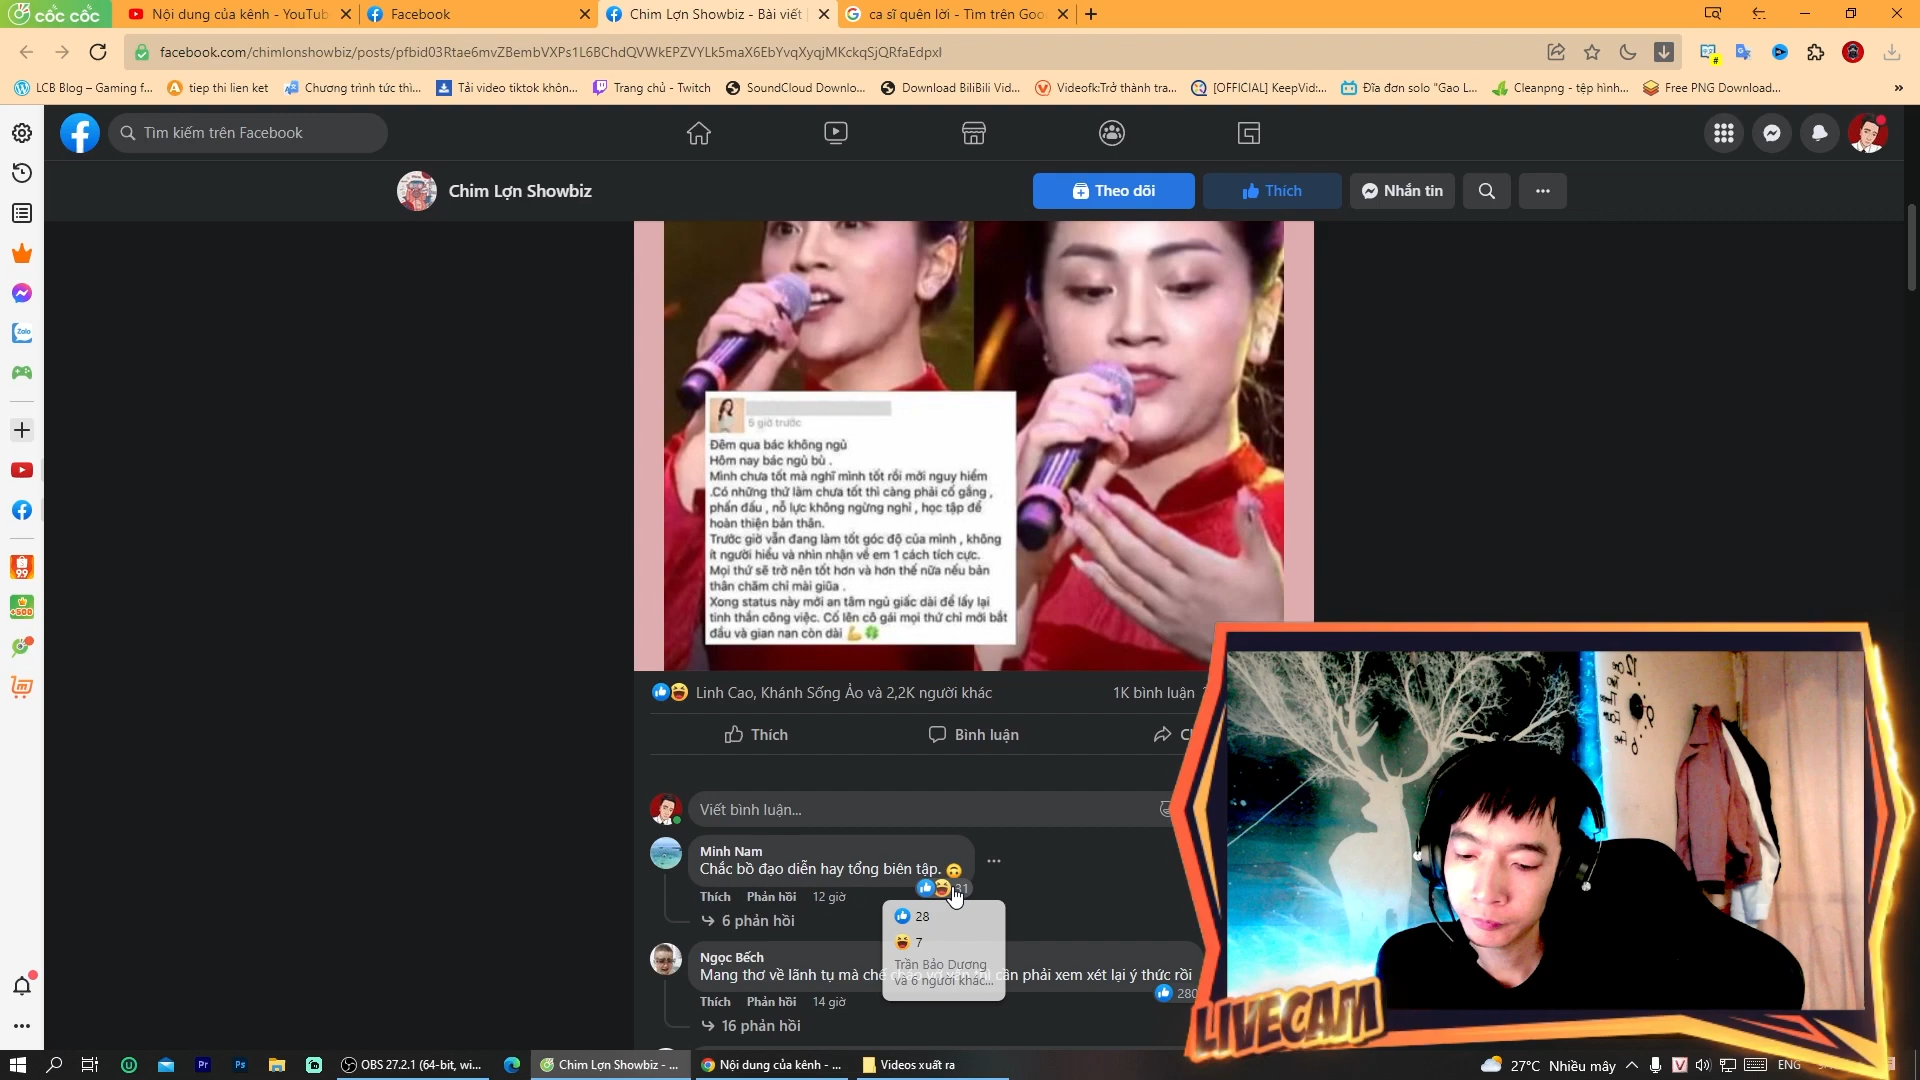 cốc cốc
Nội dung của kênh - YouTube
Facebook
Chim Lợn Showbiz - Bài viết
ca sĩ quên lời - Tìm trên Goo
facebook.com/chimlonshowbiz/posts/pfbid03Rtae6mvZBembVXPs1L6BChdQVWkEPZVYLk5maX6EbYvqXyqjMKckqSjQRfaEdpxl
LCB Blog – Gaming f...
tiep thi lien ket
Chương trình tức thì...
Tải video tiktok khôn...
Trang chủ - Twitch
SoundCloud Downlo...
Download BiliBili Vid...
Videofk:Trở thành tra...
[OFFICIAL] KeepVid:...
Đĩa đơn solo "Gao L...
Cleanpng - tệp hình...
Free PNG Download...
»
Tìm kiếm trên Facebook
Chim Lợn Showbiz
Theo dõi
Thích
Nhắn tin
Zalo
5 giờ trước
Đêm qua bác không ngủ
Hôm nay bác ngủ bù .
Mình chưa tốt mà nghĩ mình tốt rồi mới nguy hiểm
.Có những thứ làm chưa tốt thì càng phải cố gắng ,
phấn đấu , nỗ lực không ngừng nghỉ , học tập để
hoàn thiện bản thân.
Trước giờ vẫn đang làm tốt góc độ của mình , không
ít người hiểu và nhìn nhận về em 1 cách tích cực.
Mọi thứ sẽ trở nên tốt hơn và hơn thế nữa nếu bản
thân chăm chỉ mài giũa .
Xong status này mới an tâm ngủ giấc dài để lấy lại
tinh thần công việc. Cố lên cô gái mọi thứ chỉ mới bắt
đầu và gian nan còn dài 💪🍀
Linh Cao, Khánh Sống Ảo và 2,2K người khác
1K bình luận
Thích
Bình luận
Viết bình luận...
Minh Nam
Chắc bồ đạo diễn hay tổng biên tập. 🙃
31
Thích Phản hồi 12 giờ
6 phản hồi
28
7
Trần Bảo Dương
và 6 người khác...
Ngọc Bếch
Mang thơ về lãnh tụ mà chế cần phải xem xét lại ý thức rồi
280
Thích Phản hồi 14 giờ
16 phản hồi
LIVECAM
OBS 27.2.1 (64-bit, wi...
Chim Lợn Showbiz - ...
Nội dung của kênh - ...
Videos xuất ra
27°C Nhiều mây
ENG